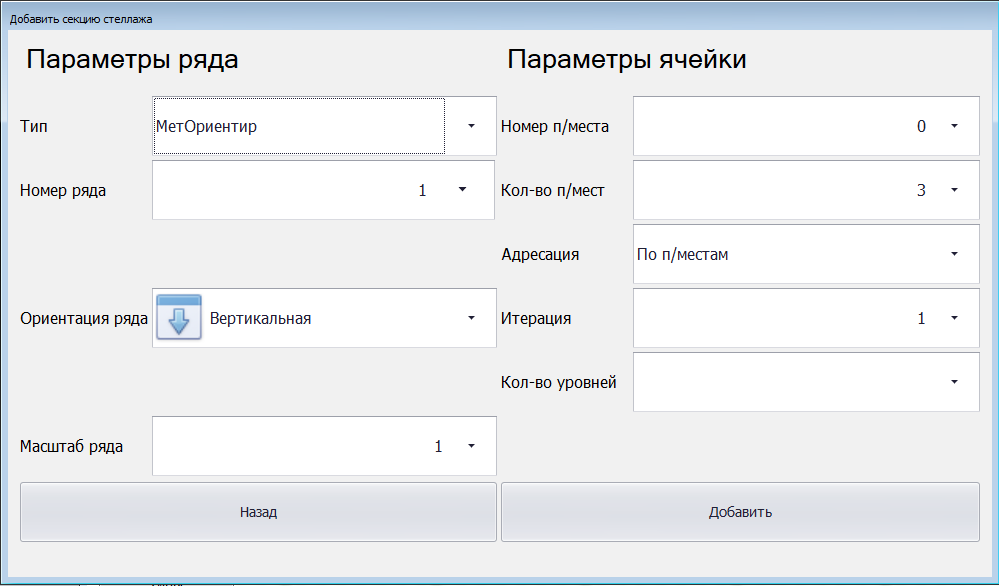 Добавить секцию стеллажа
Параметры ряда
Параметры ячейки
Тип
МетОриентир
Номер п/места
0
Номер ряда
1
Кол-во п/мест
3
Адресация
По п/местам
Ориентация ряда
Вертикальная
Итерация
1
Кол-во уровней
Масштаб ряда
1
Назад
Добавить